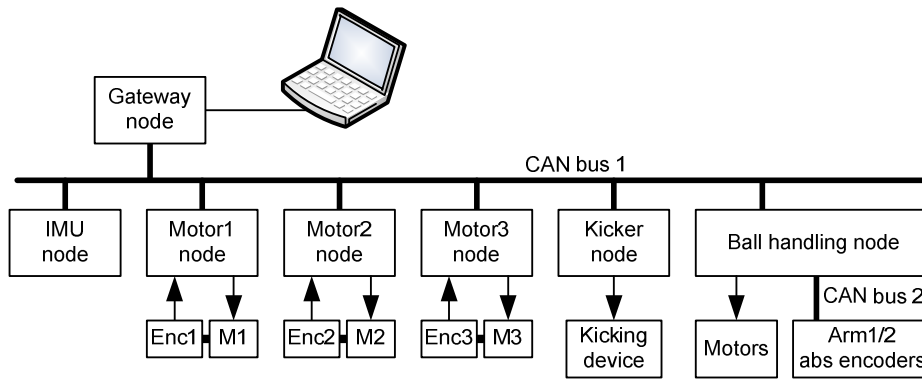 Gateway
node
CAN bus 1
IMU
node
Motor1
node
Motor2
node
Motor3
node
Kicker
node
Ball handling node
CAN bus 2
Enc1
M1
Enc2
M2
Enc3
M3
Kicking
device
Motors
Arm1/2
abs encoders